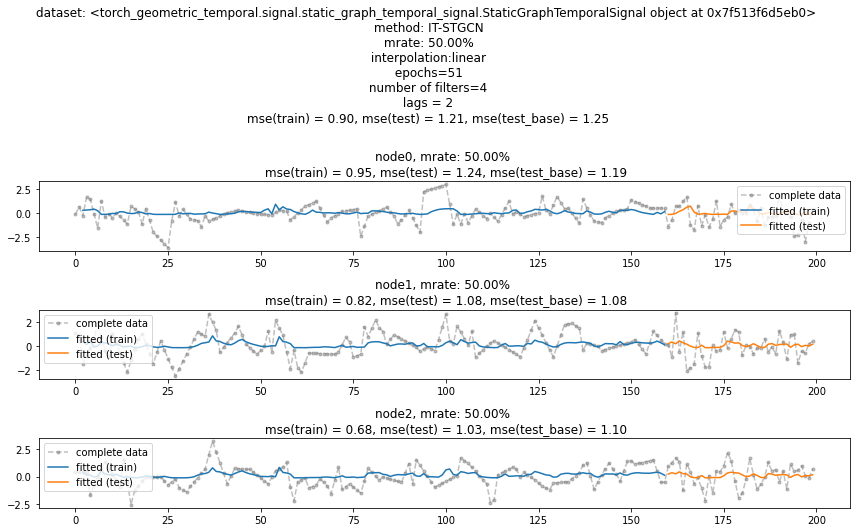 dataset: <torch_geometric_temporal.signal.static_graph_temporal_signal.StaticGraphTemporalSignal object at 0x7f513f6d5eb0>
method: IT-STGCN
mrate: 50.00%
interpolation:linear
epochs=51
number of filters=4
lags = 2
mse(train) = 0.90, mse(test) = 1.21, mse(test_base) = 1.25
node0, mrate: 50.00%
mse(train) = 0.95, mse(test) = 1.24, mse(test_base) = 1.19
2.5
0.0
−2.5
complete data
fitted (train)
fitted (test)
0 25 50 75 100 125 150 175 200
node1, mrate: 50.00%
mse(train) = 0.82, mse(test) = 1.08, mse(test_base) = 1.08
2
0
−2
complete data
fitted (train)
fitted (test)
0 25 50 75 100 125 150 175 200
node2, mrate: 50.00%
mse(train) = 0.68, mse(test) = 1.03, mse(test_base) = 1.10
2.5
0.0
−2.5
complete data
fitted (train)
fitted (test)
0 25 50 75 100 125 150 175 200